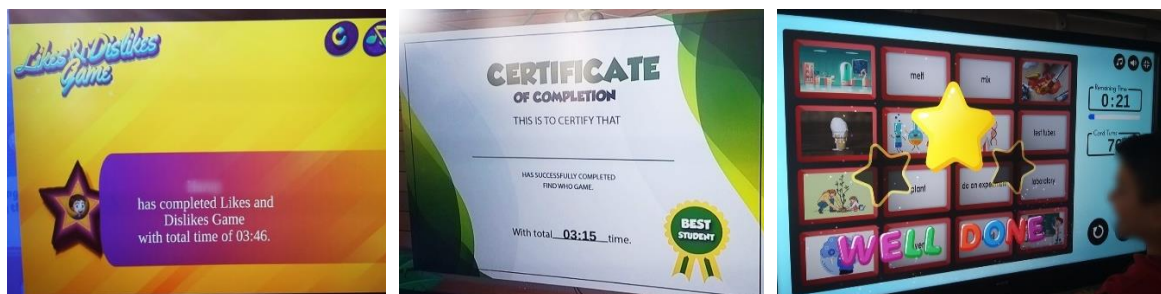 Likes & Dislikes
Game
has completed Likes and
Dislikes Game
with total time of 03:46.
CERTIFICATE
OF COMPLETION
THIS IS TO CERTIFY THAT
HAS SUCCESSFULLY COMPLETED
FIND WHO GAME.
With total 03:15 time.
BEST
STUDENT
melt
mix
Remaining Time
0:21
test tubes
plant
do an experiment
laboratory
WELL DONE